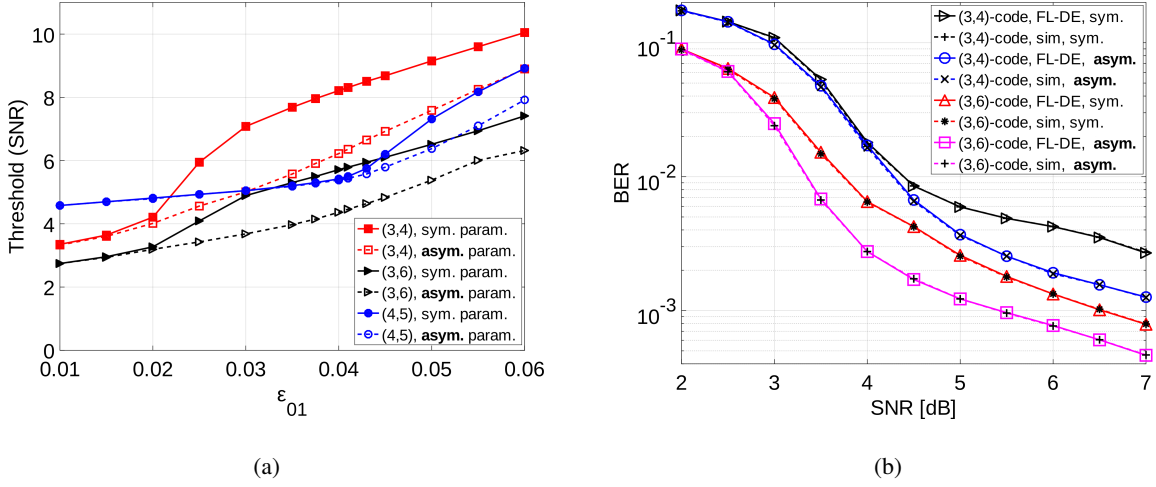 Threshold (SNR)
10
8
6
4
2
0
0.01 0.02 0.03 0.04 0.05 0.06
ε01
(3,4), sym. param.
(3,4), asym. param.
(3,6), sym. param.
(3,6), asym. param.
(4,5), sym. param.
(4,5), asym. param.
(a)
BER
10-1
10-2
10-3
2 3 4 5 6 7
SNR [dB]
(3,4)-code, FL-DE, sym.
(3,4)-code, sim, sym.
(3,4)-code, FL-DE, asym.
(3,4)-code, sim, asym.
(3,6)-code, FL-DE, sym.
(3,6)-code, sim, sym.
(3,6)-code, FL-DE, asym.
(3,6)-code, sim, asym.
(b)